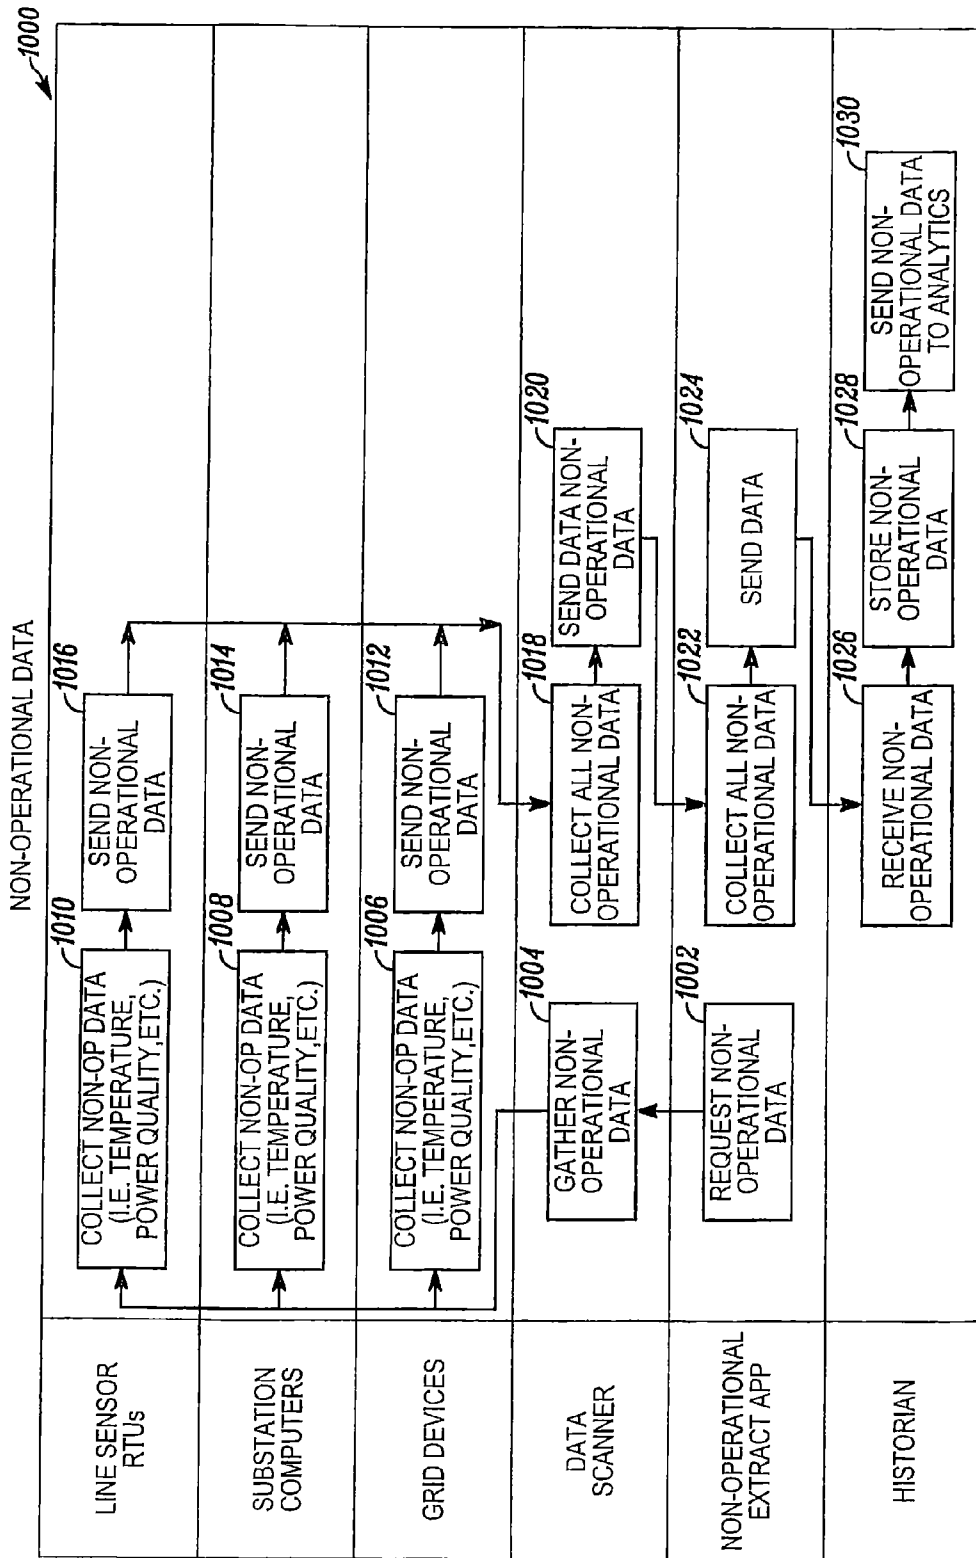 NON-OPERATIONAL DATA
1000
LINE SENSOR
RTUs
1010
COLLECT NON-OP DATA
(I.E. TEMPERATURE,
POWER QUALITY,ETC.)
1016
SEND NON-
OPERATIONAL
DATA
SUBSTATION
COMPUTERS
1008
COLLECT NON-OP DATA
(I.E. TEMPERATURE,
POWER QUALITY,ETC.)
1014
SEND NON-
OPERATIONAL
DATA
GRID DEVICES
1006
COLLECT NON-OP DATA
(I.E. TEMPERATURE,
POWER QUALITY,ETC.)
1012
SEND NON-
OPERATIONAL
DATA
DATA
SCANNER
1004
GATHER NON-
OPERATIONAL
DATA
1018
COLLECT ALL NON-
OPERATIONAL DATA
1020
SEND DATA NON-
OPERATIONAL
DATA
NON-OPERATIONAL
EXTRACT APP
1002
REQUEST NON-
OPERATIONAL
DATA
1022
COLLECT ALL NON-
OPERATIONAL DATA
1024
SEND DATA
HISTORIAN
1026
RECEIVE NON-
OPERATIONAL DATA
1028
STORE NON-
OPERATIONAL
DATA
1030
SEND NON-
OPERATIONAL DATA
TO ANALYTICS